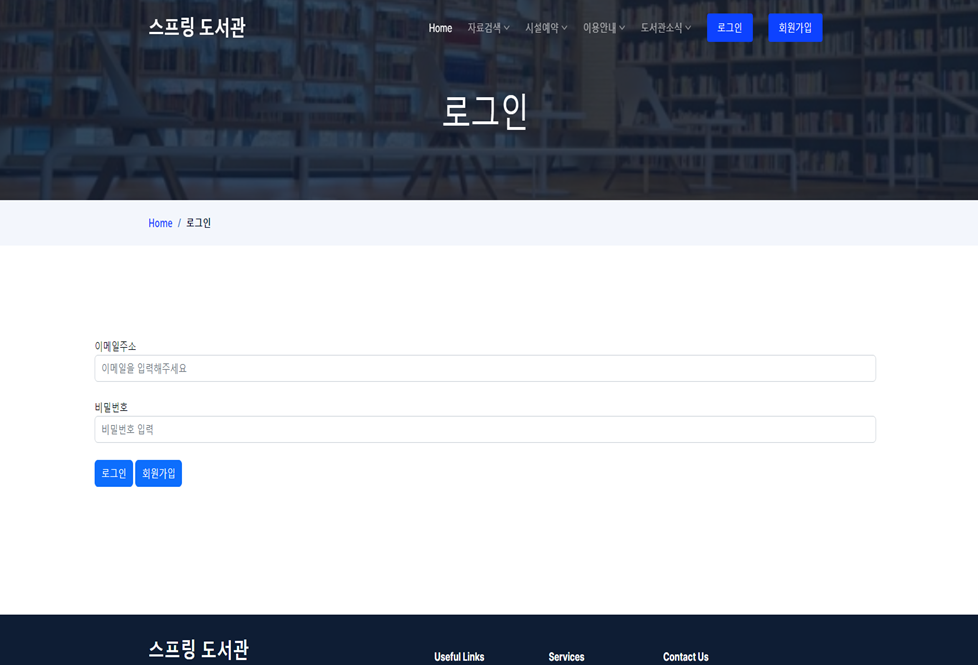 스프링 도서관
Home 자료검색 시설예약 이용안내 도서관소식 로그인 회원가입
로그인
Home / 로그인
이메일주소
이메일을 입력해주세요
비밀번호
비밀번호 입력
로그인 회원가입
스프링 도서관
Useful Links Services Contact Us